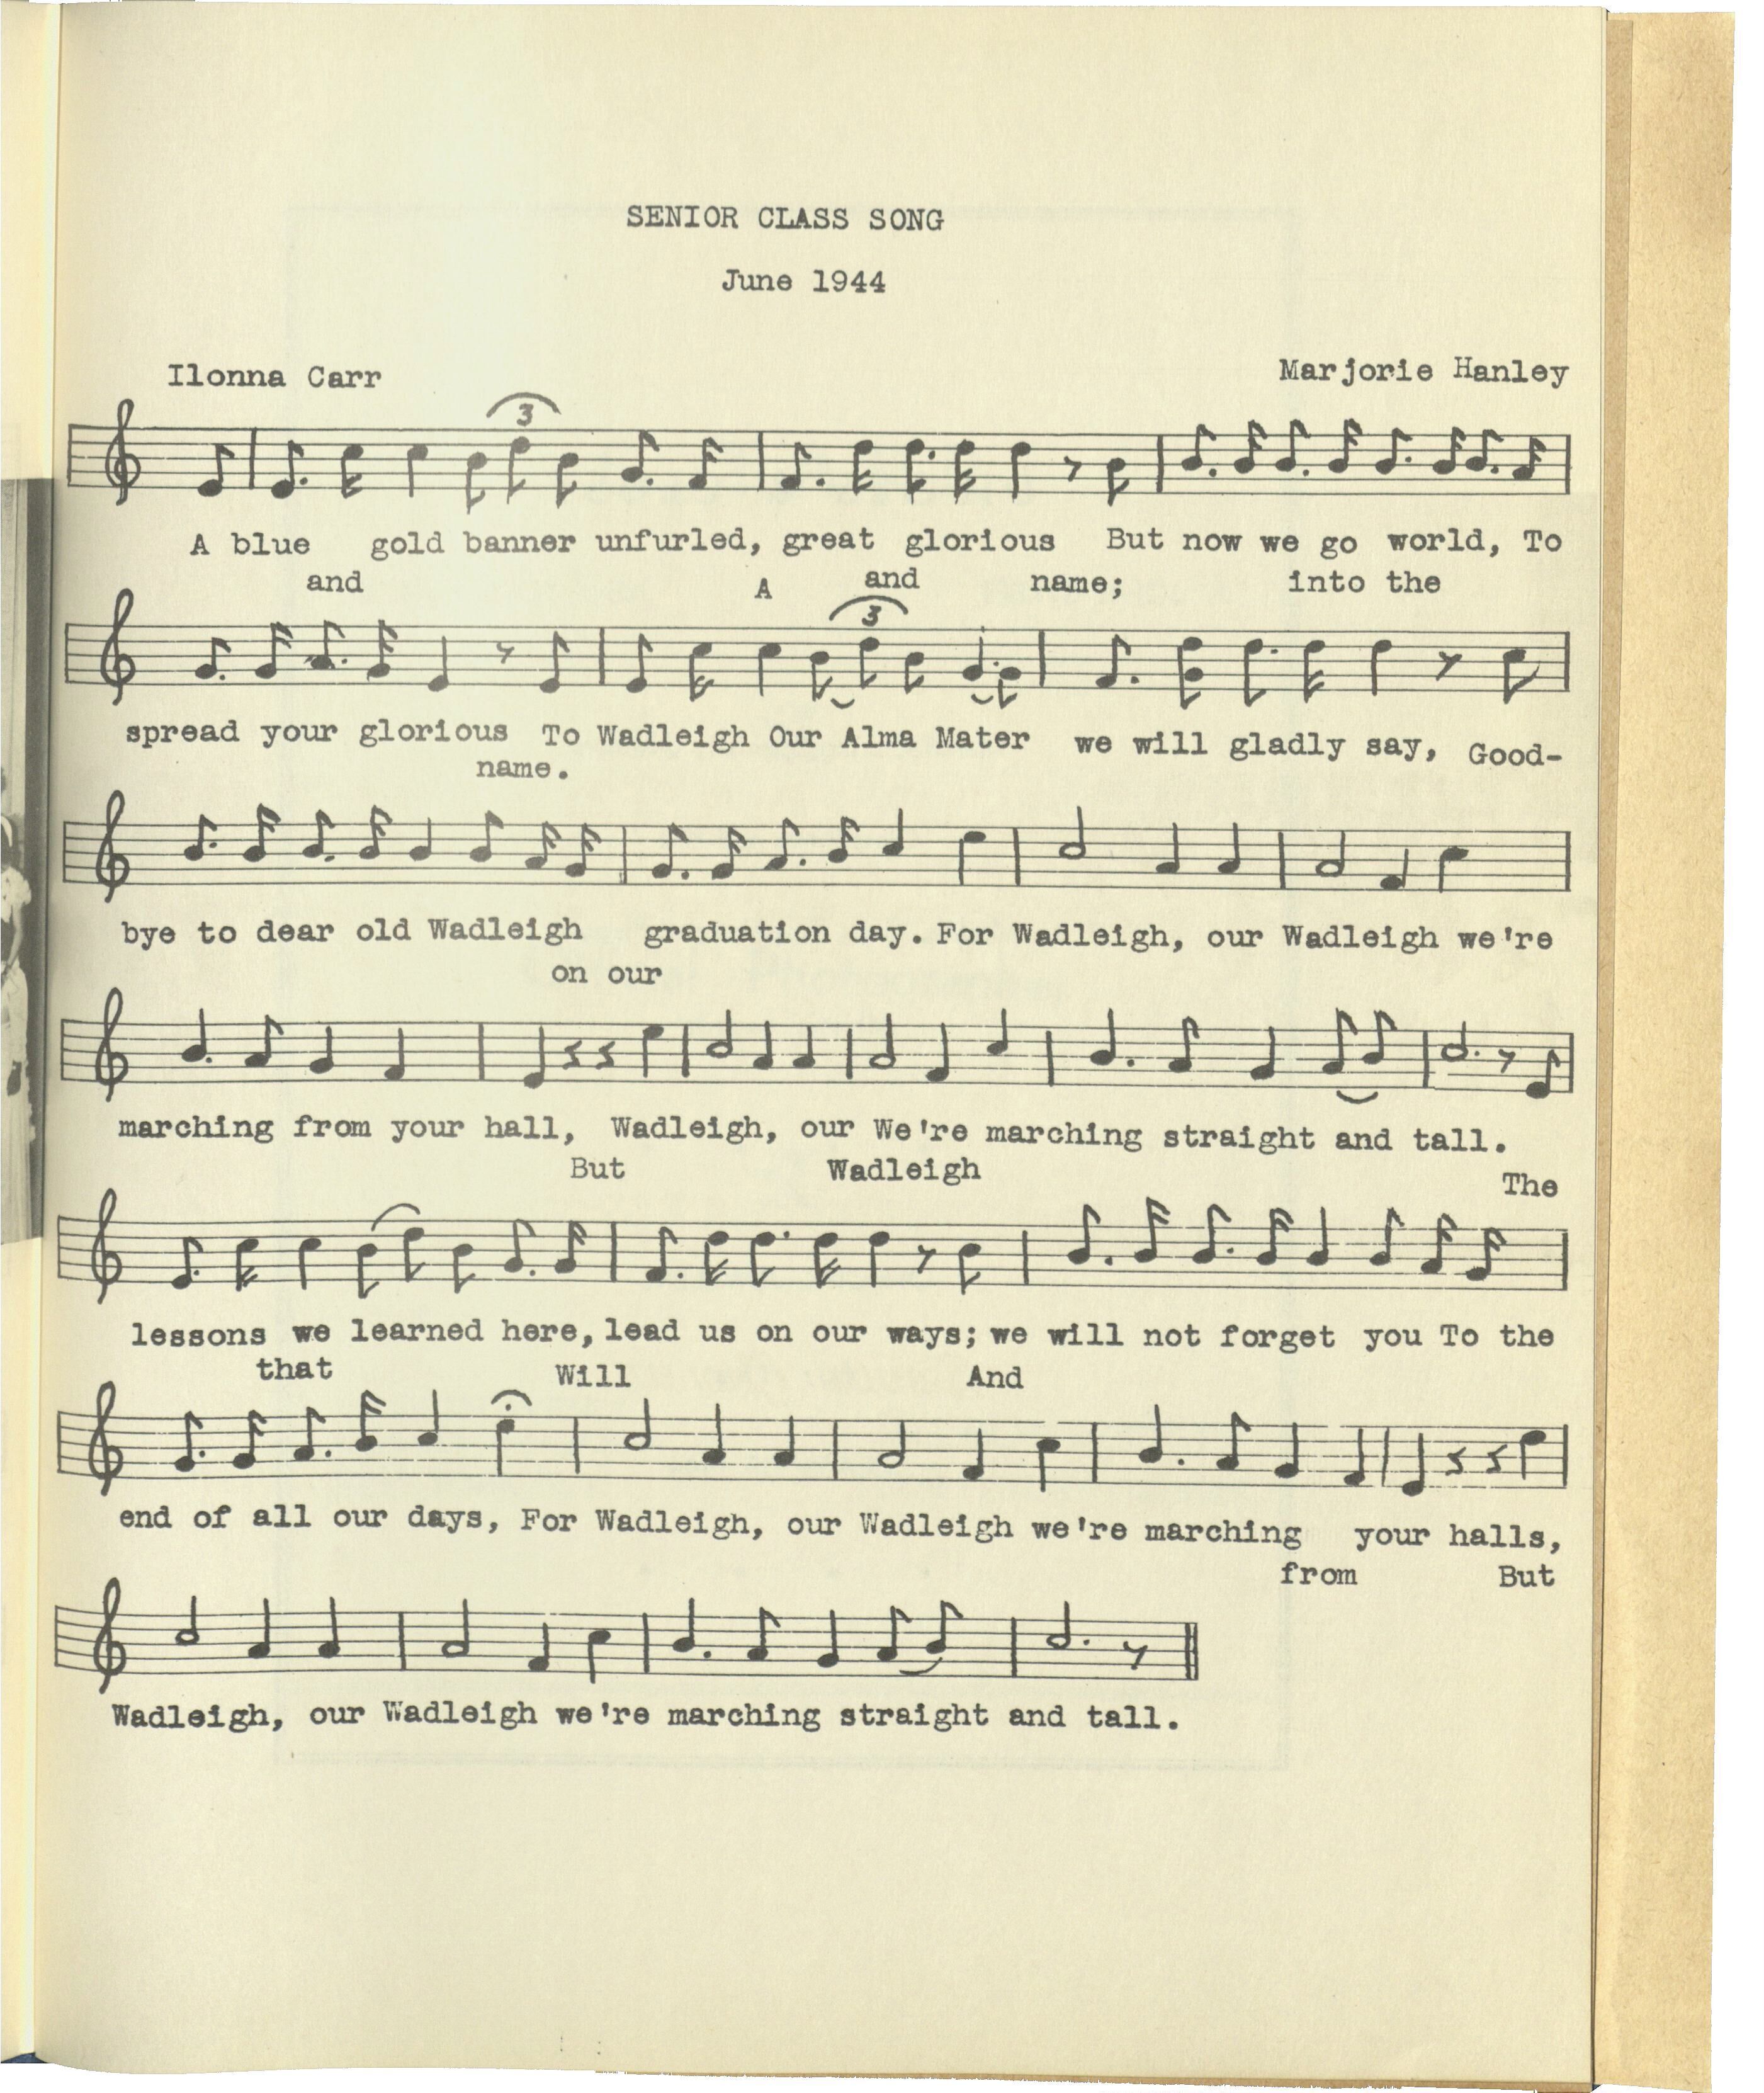 SENIOR CLASS SONG
June 1944
Ilonna Carr
Marjorie Hanley
3
A blue gold banner unfurled, great glorious But now we go world, To
and A and name; into the
3
spread your glorious To Wadleigh Our Alma Mater we will gladly say, Good-
name.
bye to dear old Wadleigh graduation day. For Wadleigh, our Wadleigh we're
on our
marching from your hall, Wadleigh, our We're marching straight and tall.
But Wadleigh The
lessons we learned here, lead us on our ways; we will not forget you To the
that Will And
end of all our days, For Wadleigh, our Wadleigh we're marching your halls,
from But
Wadleigh, our Wadleigh we're marching straight and tall.